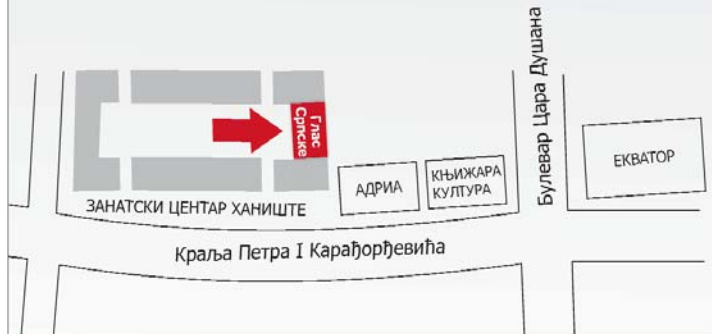 Булевар Цара Душана
Глас
Српске
АДРИА
КЊИЖАРА
КУЛТУРА
ЕКВАТОР
ЗАНАТСКИ ЦЕНТАР ХАНИШТЕ
Краља Петра I Карађорђевића